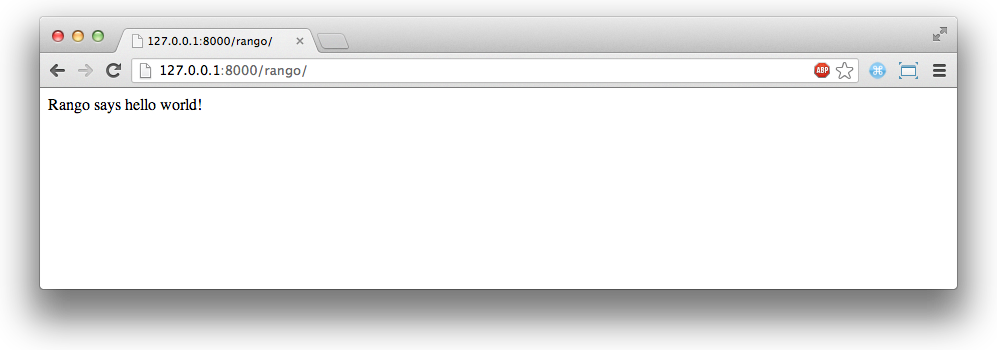 127.0.0.1:8000/rango/
127.0.0.1:8000/rango/
ABP
Rango says hello world!